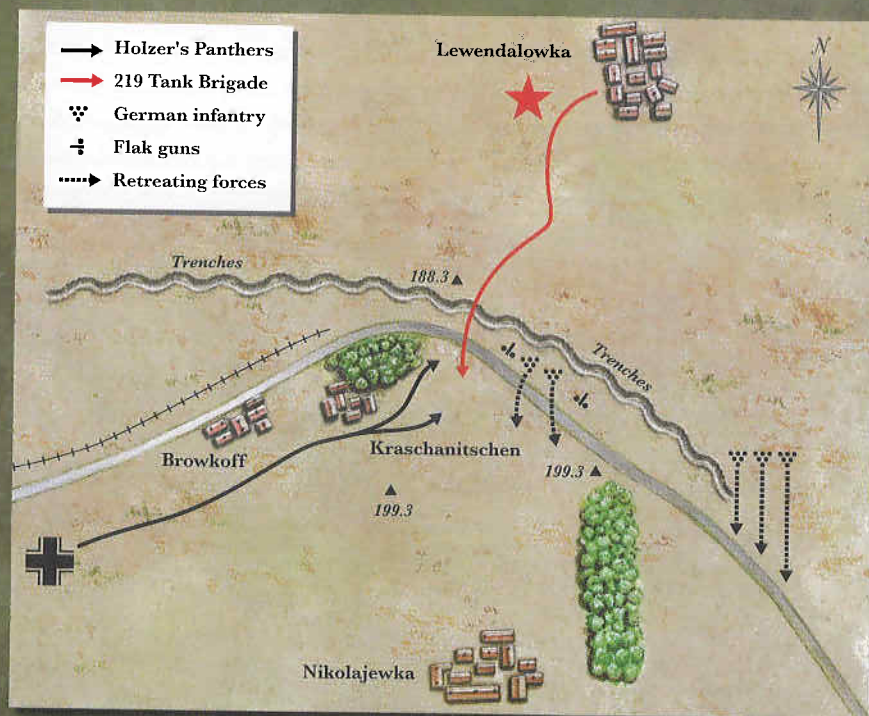 Holzer's Panthers
219 Tank Brigade
German infantry
Flak guns
Retreating forces
Lewendalowka
N
Trenches
188.3
Trenches
Browkoff
Kraschanitschen
199.3
199.3
Nikolajewka